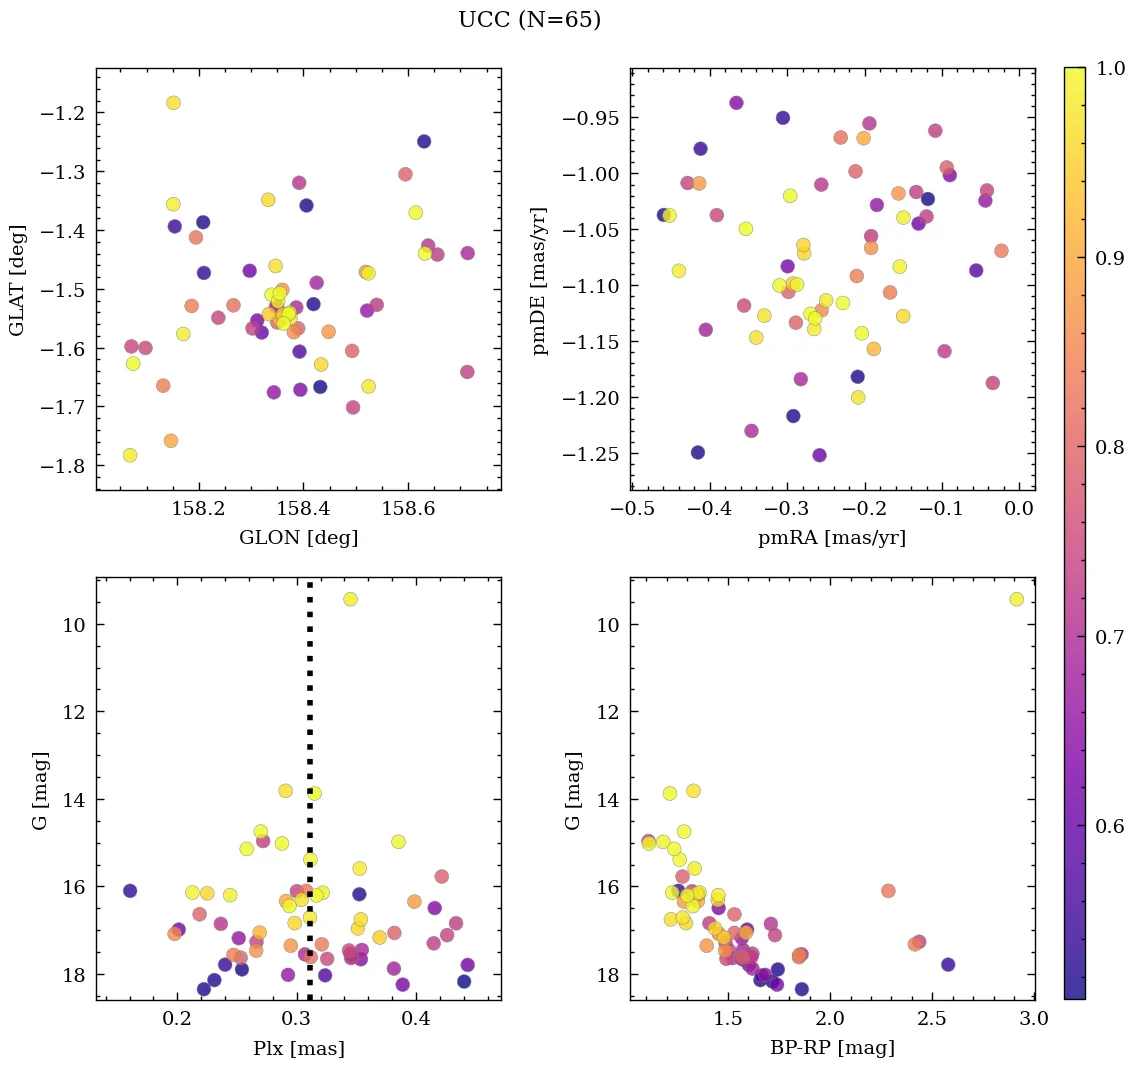 UCC (N=65)
−1.2
−1.3
−1.4
−1.5
−1.6
−1.7
−1.8
GLAT [deg]
158.2 158.4 158.6
GLON [deg]
−0.95
−1.00
−1.05
−1.10
−1.15
−1.20
−1.25
pmDE [mas/yr]
−0.5 −0.4 −0.3 −0.2 −0.1 0.0
pmRA [mas/yr]
10
12
14
16
18
G [mag]
0.2 0.3 0.4
Plx [mas]
10
12
14
16
18
G [mag]
1.5 2.0 2.5 3.0
BP-RP [mag]
1.0
0.9
0.8
0.7
0.6